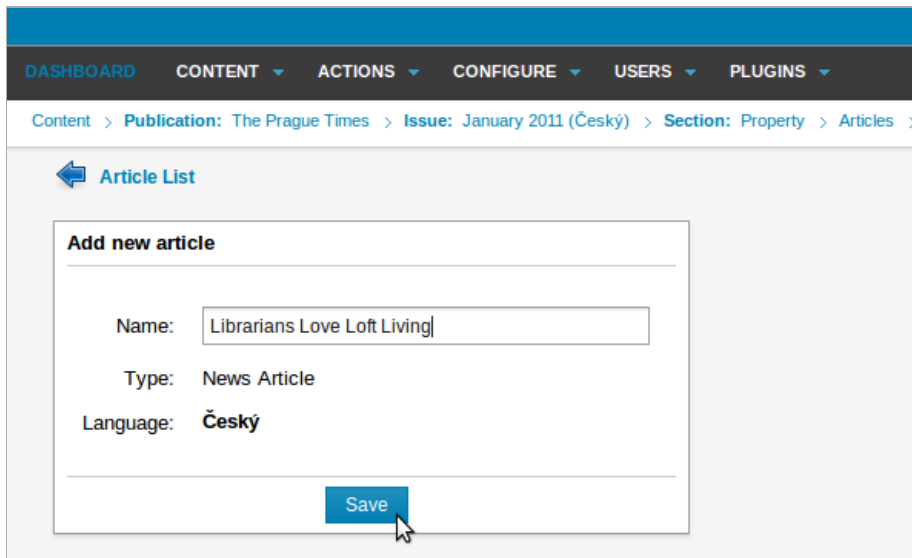 DASHBOARD CONTENT ACTIONS CONFIGURE USERS PLUGINS
Content > Publication: The Prague Times > Issue: January 2011 (Český) > Section: Property > Articles >
Article List
Add new article
Name: Librarians Love Loft Living
Type: News Article
Language: Český
Save